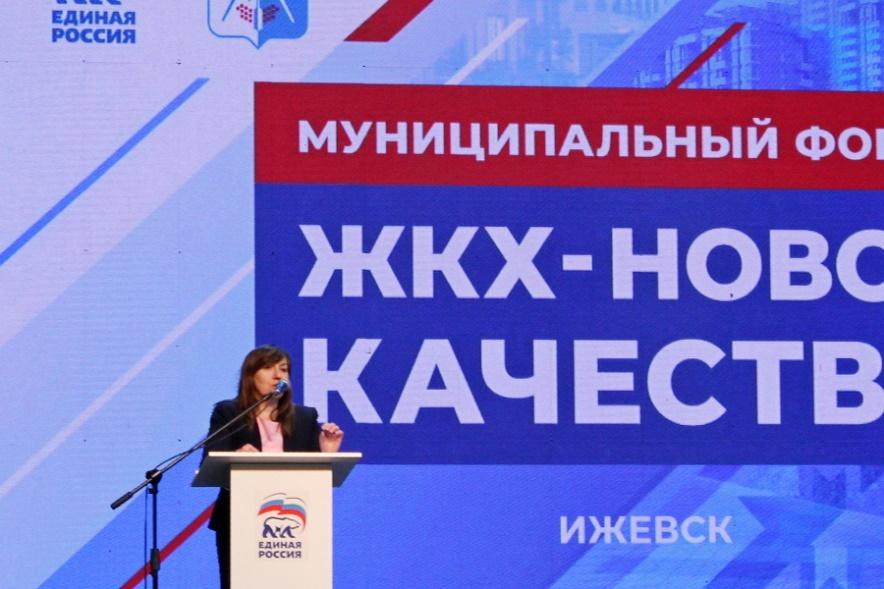 ЕДИНАЯ
РОССИЯ
МУНИЦИПАЛЬНЫЙ ФО
ЖКХ-НОВО
КАЧЕСТВ
ИЖЕВСК
ЕДИНАЯ
РОССИЯ